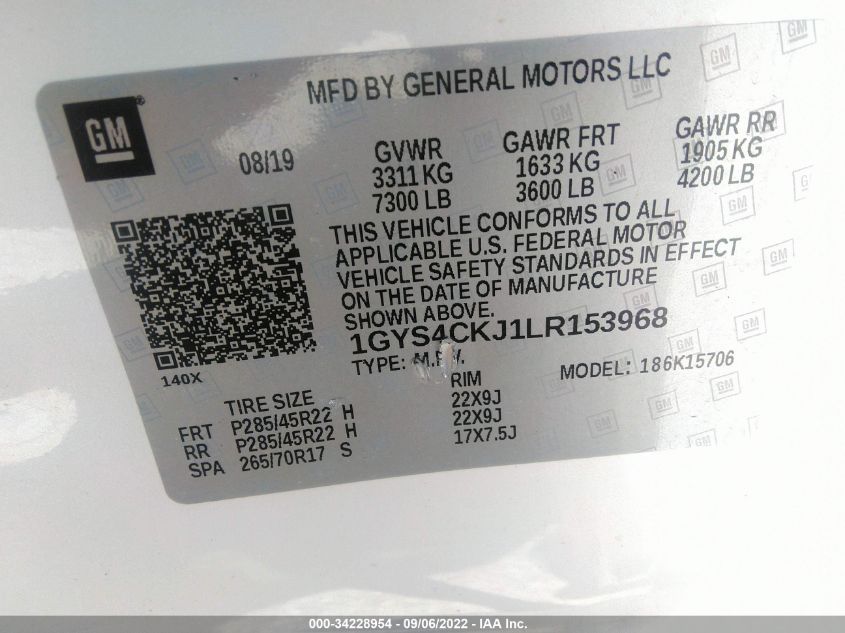 MFD BY GENERAL MOTORS LLC
GM
08/19
GVWR
3311 KG
7300 LB
GAWR FRT
1633 KG
3600 LB
GAWR RR
1905 KG
4200 LB
THIS VEHICLE CONFORMS TO ALL
APPLICABLE U.S. FEDERAL MOTOR
VEHICLE SAFETY STANDARDS IN EFFECT
ON THE DATE OF MANUFACTURE
SHOWN ABOVE.
1GYS4CKJ1LR153968
TYPE:
MODEL: 186K15706
140X
TIRE SIZE RIM
FRT P285/45R22 H 22X9J
RR P285/45R22 H 22X9J
SPA 265/70R17 S 17X7.5J
000-34228954 - 09/06/2022 - IAA Inc.